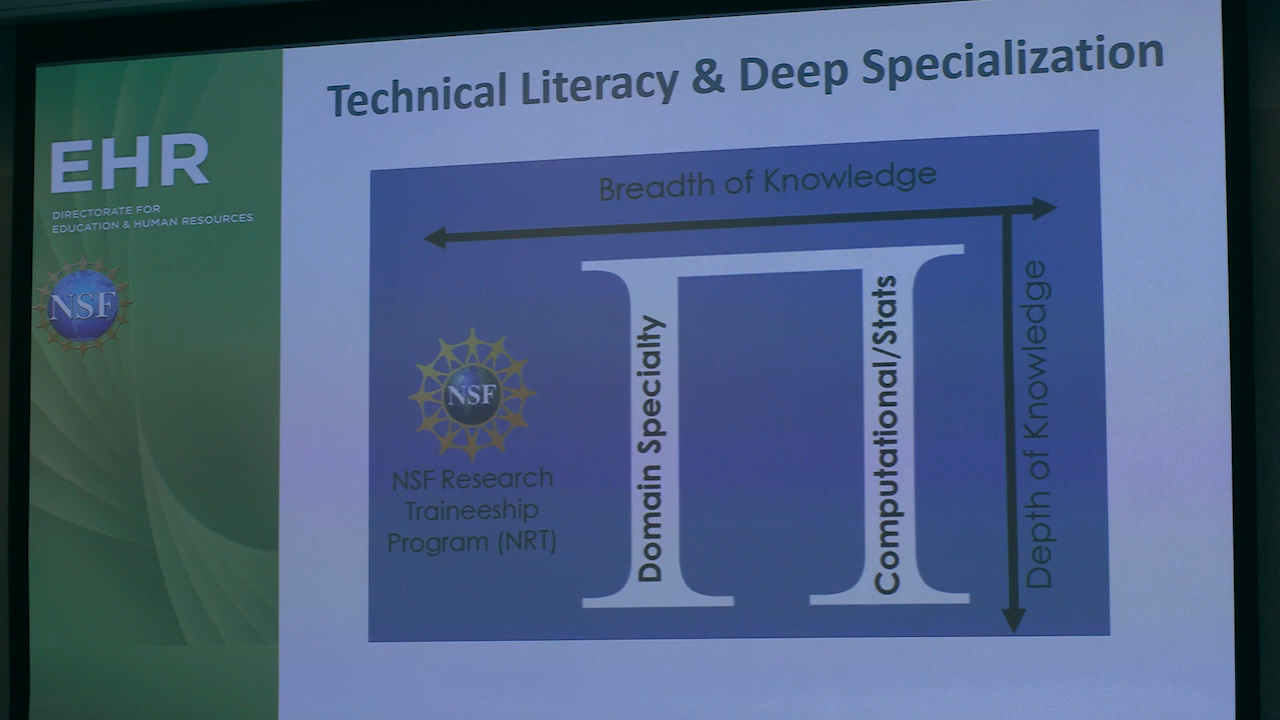 Technical Literacy & Deep Specialization
EHR
DIRECTORATE FOR
EDUCATION & HUMAN RESOURCES
NSF
Breadth of Knowledge
NSF
NSF Research
Traineeship
Program (NRT)
Domain Specialty
Computational/Stats
Depth of Knowledge